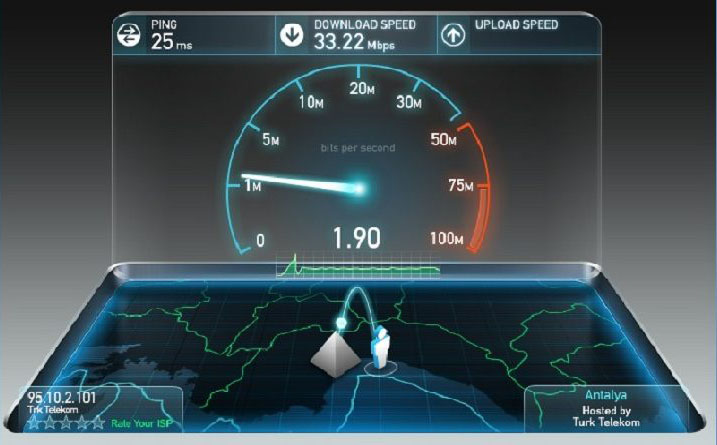 PING
25 ms
DOWNLOAD SPEED
33.22 Mbps
UPLOAD SPEED
20M
10M
30M
5M
50M
bits per second
1M
75M
0
1.90
100M
95.10.2.101
Trk Telekom
Rate Your ISP
Antalya
Hosted by
Turk Telekom